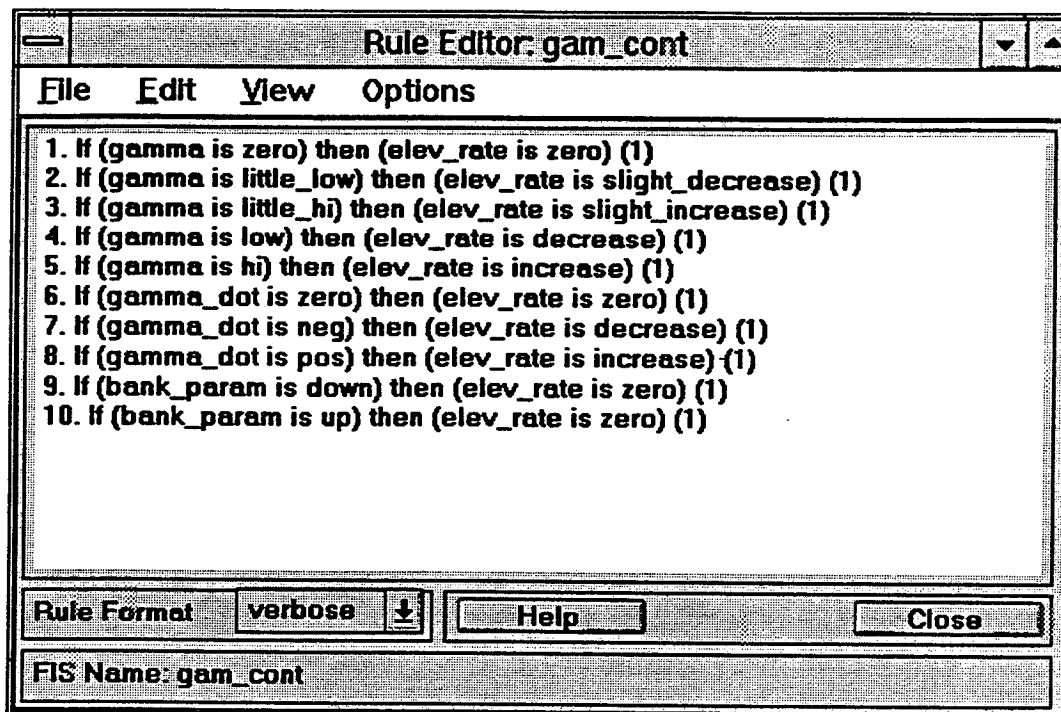 Rule Editor: gam_cont
File Edit View Options
1. If (gamma is zero) then (elev_rate is zero) (1)
2. If (gamma is little_low) then (elev_rate is slight_decrease) (1)
3. If (gamma is little_hi) then (elev_rate is slight_increase) (1)
4. If (gamma is low) then (elev_rate is decrease) (1)
5. If (gamma is hi) then (elev_rate is increase) (1)
6. If (gamma_dot is zero) then (elev_rate is zero) (1)
7. If (gamma_dot is neg) then (elev_rate is decrease) (1)
8. If (gamma_dot is pos) then (elev_rate is increase) (1)
9. If (bank_param is down) then (elev_rate is zero) (1)
10. If (bank_param is up) then (elev_rate is zero) (1)
Rule Format verbose Help Close
FIS Name: gam_cont